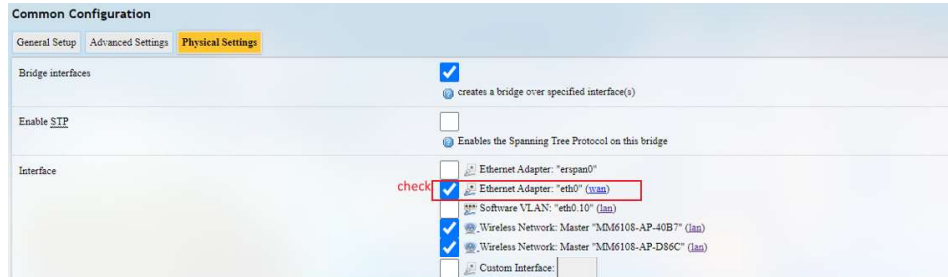 Common Configuration
General Setup Advanced Settings Physical Settings
Bridge interfaces
creates a bridge over specified interface(s)
Enable STP
Enables the Spanning Tree Protocol on this bridge
Interface
Ethernet Adapter: "erspan0"
check
Ethernet Adapter: "eth0" (wan)
Software VLAN: "eth0.10" (lan)
Wireless Network: Master "MM6108-AP-40B7" (lan)
Wireless Network: Master "MM6108-AP-D86C" (lan)
Custom Interface: